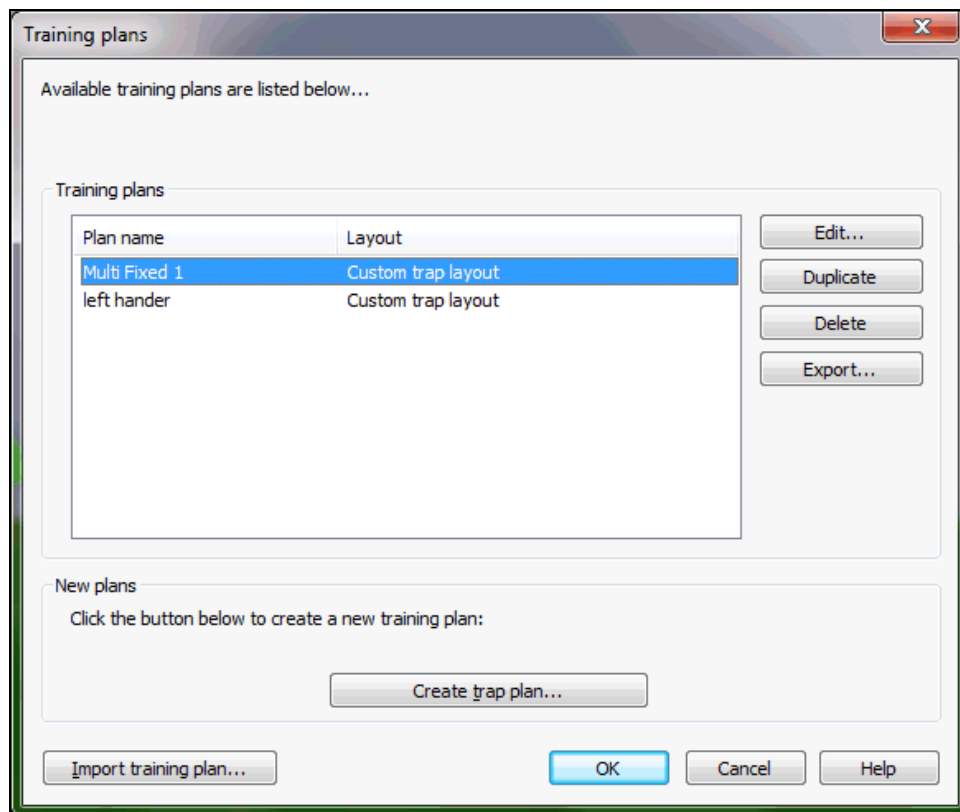 Training plans
Available training plans are listed below...
Training plans
Plan name Layout
Multi Fixed 1 Custom trap layout
left hander Custom trap layout
Edit...
Duplicate
Delete
Export...
New plans
Click the button below to create a new training plan:
Create trap plan...
Import training plan...
OK
Cancel
Help